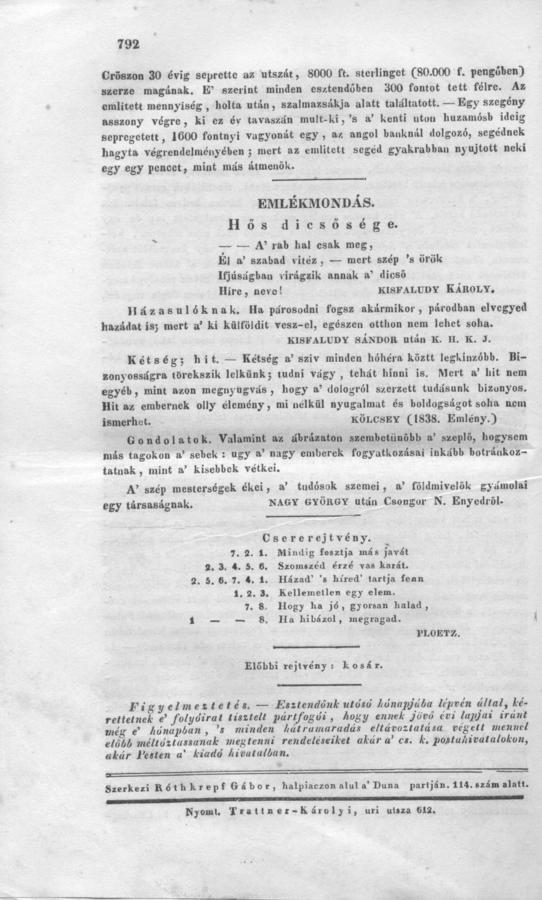 792
Cröszon 30 évig seprette az utszát, 8000 ft. sterlinget (80.000 f. pengőben)
szerze magának. E' szerint minden esztendőben 300 fontot tett félre. Az
emlitett mennyiség, holta után, szalmazsákja alatt találtatott. — Egy szegény
asszony végre, ki ez év tavaszán mult-ki, 's a' kenti uton huzamósb ideig
sepregetett, 1600 fontnyi vagyonát egy, az angol banknál dolgozó, segédnek
hagyta végrendelményében; mert az emlitett segéd gyakrabban nyujtott neki
egy egy pencet, mint más átmenök.
EMLÉKMONDÁS.
Hős dicsősége.
— — A' rab hal csak meg,
Él a' szabad vitéz, — mert szép 's örök
Ifjúságban virágzik annak a' dicső
Híre, neve! KISFALUDY KÁROLY.
Házasulóknak. Ha párosodni fogsz akármikor, párodban elvegyed
hazádat is; mert a' ki külföldit vesz-el, egészen otthon nem lehet soha.
KISFALUDY SÁNDOR után K. H. K. J.
Kétség; hit. — Kétség a' sziv minden hóhéra köztt legkinzóbb. Bi-
zonyosságra törekszik lelkünk; tudni vágy, tehát hinni is. Mert a' hit nem
egyéb, mint azon megnyugvás, hogy a' dologról szerzett tudásunk bizonyos.
Hit az embernek olly élemény, mi nélkül nyugalmat és boldogságot soha nem
ismerhet. KÖLCSEY (1838. Emlény.)
Gondolatok. Valamint az ábrázaton szembetünőbb a' szeplő, hogysem
más tagokon a' sebek: ugy a' nagy emberek fogyatkozásai inkább botránkoz-
tatnak, mint a' kisebbek vétkei.
A' szép mesterségek ékei, a' tudósok szemei, a' földmivelők gyámolai
egy társaságnak. NAGY GYÖRGY után Csongor N. Enyedről.
Csererejtvény.
7. 2. 1. Mindig fosztja más javát
2. 3. 4. 5. 6. Szomszéd érzé vas karát.
2. 5. 6. 7. 4. 1. Házad' 's híred' tartja fenn
1. 2. 3. Kellemetlen egy elem.
7. 8. Hogy ha jó, gyorsan halad,
1 — — 8. Ha hibázol, megragad.
PLOETZ.
Előbbi rejtvény: kosár.
Figyelmeztetés. — Esztendőnk utósó hónapjába lépvén által, ké-
rettetnek e' folyóirat tisztelt pártfogói, hogy ennek jövő évi lapjai iránt
még e' hónapban, 's minden hátramaradás eltávoztatása végett mennel
előbb méltóztassanak megtenni rendeléseiket akár a' cs. k. postahivatalokon,
akár Pesten a' kiadó hivatalban.
Szerkezi Róthkrepf Gábor, halpiaczon alul a' Duna partján. 114. szám alatt.
Nyomt. Trattner-Károlyi, uri utsza 612.